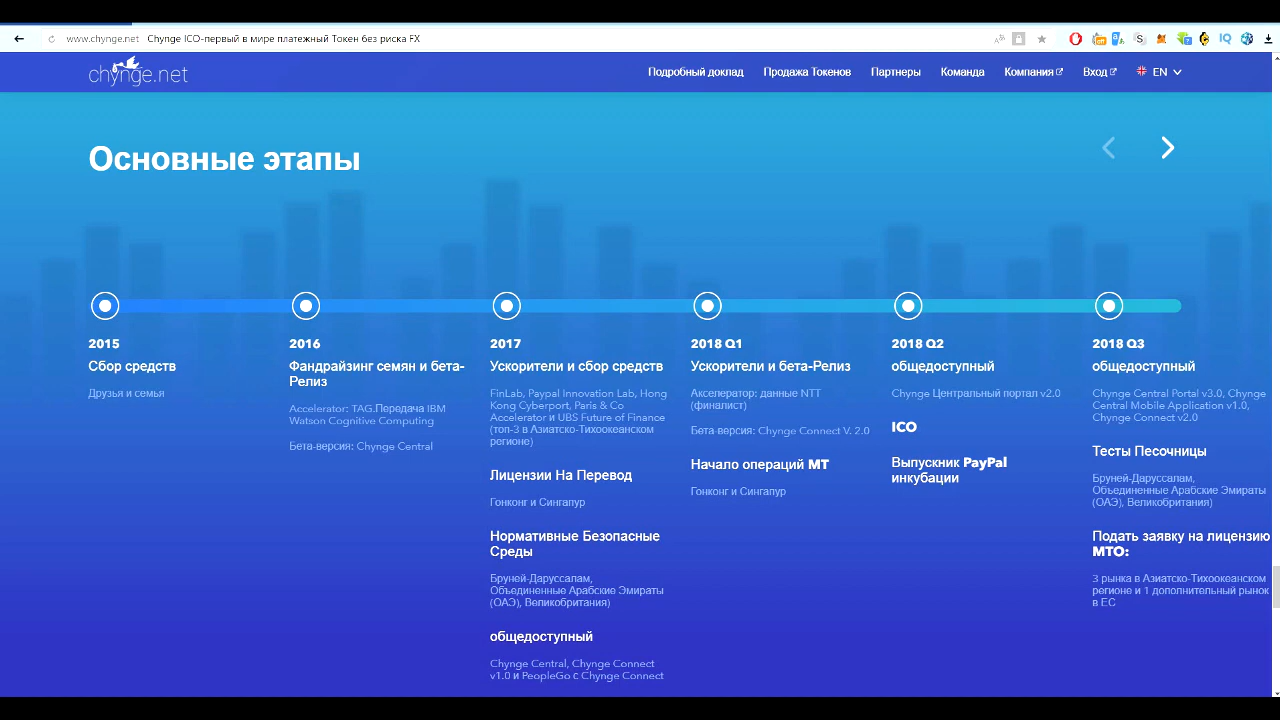 www.chynge.net Chynge ICO-первый в мире платежный Токен без риска FX
chynge.net
Подробный доклад
Продажа Токенов
Партнеры
Команда
Компания
Вход
EN
Основные этапы
2015
Сбор средств
Друзья и семья
2016
Фандрайзинг семян и бета-
Релиз
Accelerator: TAG.Передача IBM
Watson Cognitive Computing
Бета-версия: Chynge Central
2017
Ускорители и сбор средств
FinLab, Paypal Innovation Lab, Hong
Kong Cyberport, Paris & Co
Accelerator и UBS Future of Finance
(топ-3 в Азиатско-Тихоокеанском
регионе)
Лицензии На Перевод
Гонконг и Сингапур
Нормативные Безопасные
Среды
Бруней-Даруссалам,
Объединенные Арабские Эмираты
(ОАЭ), Великобритания)
общедоступный
Chynge Central, Chynge Connect
v1.0 и PeopleGo с Chynge Connect
2018 Q1
Ускорители и бета-Релиз
Акселератор: данные NTT
(финалист)
Бета-версия: Chynge Connect V. 2.0
Начало операций МТ
Гонконг и Сингапур
2018 Q2
общедоступный
Chynge Центральный портал v2.0
ICO
Выпускник PayPal
инкубации
2018 Q3
общедоступный
Chynge Central Portal v3.0, Chynge
Central Mobile Application v1.0,
Chynge Connect v2.0
Тесты Песочницы
Бруней-Даруссалам,
Объединенные Арабские Эмираты
(ОАЭ), Великобритания)
Подать заявку на лицензию
МТО:
3 рынка в Азиатско-Тихоокеанском
регионе и 1 дополнительный рынок
в ЕС